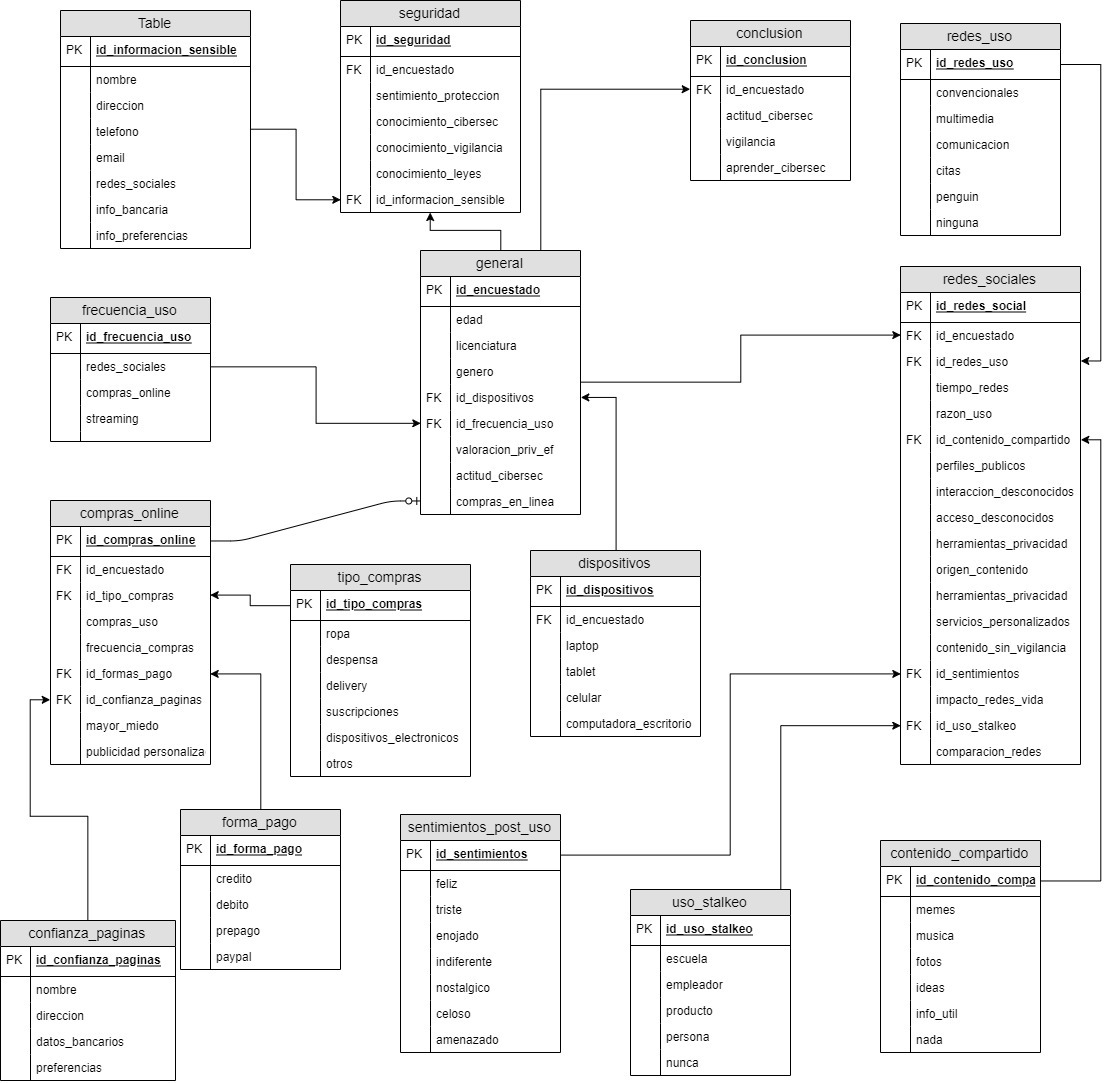 Table
PK id_informacion_sensible
nombre
direccion
telefono
email
redes_sociales
info_bancaria
info_preferencias
seguridad
PK id_seguridad
FK id_encuestado
sentimiento_proteccion
conocimiento_cibersec
conocimiento_vigilancia
conocimiento_leyes
FK id_informacion_sensible
conclusion
PK id_conclusion
FK id_encuestado
actitud_cibersec
vigilancia
aprender_cibersec
redes_uso
PK id_redes_uso
convencionales
multimedia
comunicacion
citas
penguin
ninguna
frecuencia_uso
PK id_frecuencia_uso
redes_sociales
compras_online
streaming
general
PK id_encuestado
edad
licenciatura
genero
FK id_dispositivos
FK id_frecuencia_uso
valoracion_priv_ef
actitud_cibersec
compras_en_linea
redes_sociales
PK id_redes_social
FK id_encuestado
FK id_redes_uso
tiempo_redes
razon_uso
FK id_contenido_compartido
perfiles_publicos
interaccion_desconocidos
acceso_desconocidos
herramientas_privacidad
origen_contenido
herramientas_privacidad
servicios_personalizados
contenido_sin_vigilancia
FK id_sentimientos
impacto_redes_vida
FK id_uso_stalkeo
comparacion_redes
compras_online
PK id_compras_online
FK id_encuestado
FK id_tipo_compras
compras_uso
frecuencia_compras
FK id_formas_pago
FK id_confianza_paginas
mayor_miedo
publicidad personaliza
tipo_compras
PK id_tipo_compras
ropa
despensa
delivery
suscripciones
dispositivos_electronicos
otros
dispositivos
PK id_dispositivos
FK id_encuestado
laptop
tablet
celular
computadora_escritorio
forma_pago
PK id_forma_pago
credito
debito
prepago
paypal
sentimientos_post_uso
PK id_sentimientos
feliz
triste
enojado
indiferente
nostalgico
celoso
amenazado
uso_stalkeo
PK id_uso_stalkeo
escuela
empleador
producto
persona
nunca
contenido_compartido
PK id_contenido_compa
memes
musica
fotos
ideas
info_util
nada
confianza_paginas
PK id_confianza_paginas
nombre
direccion
datos_bancarios
preferencias